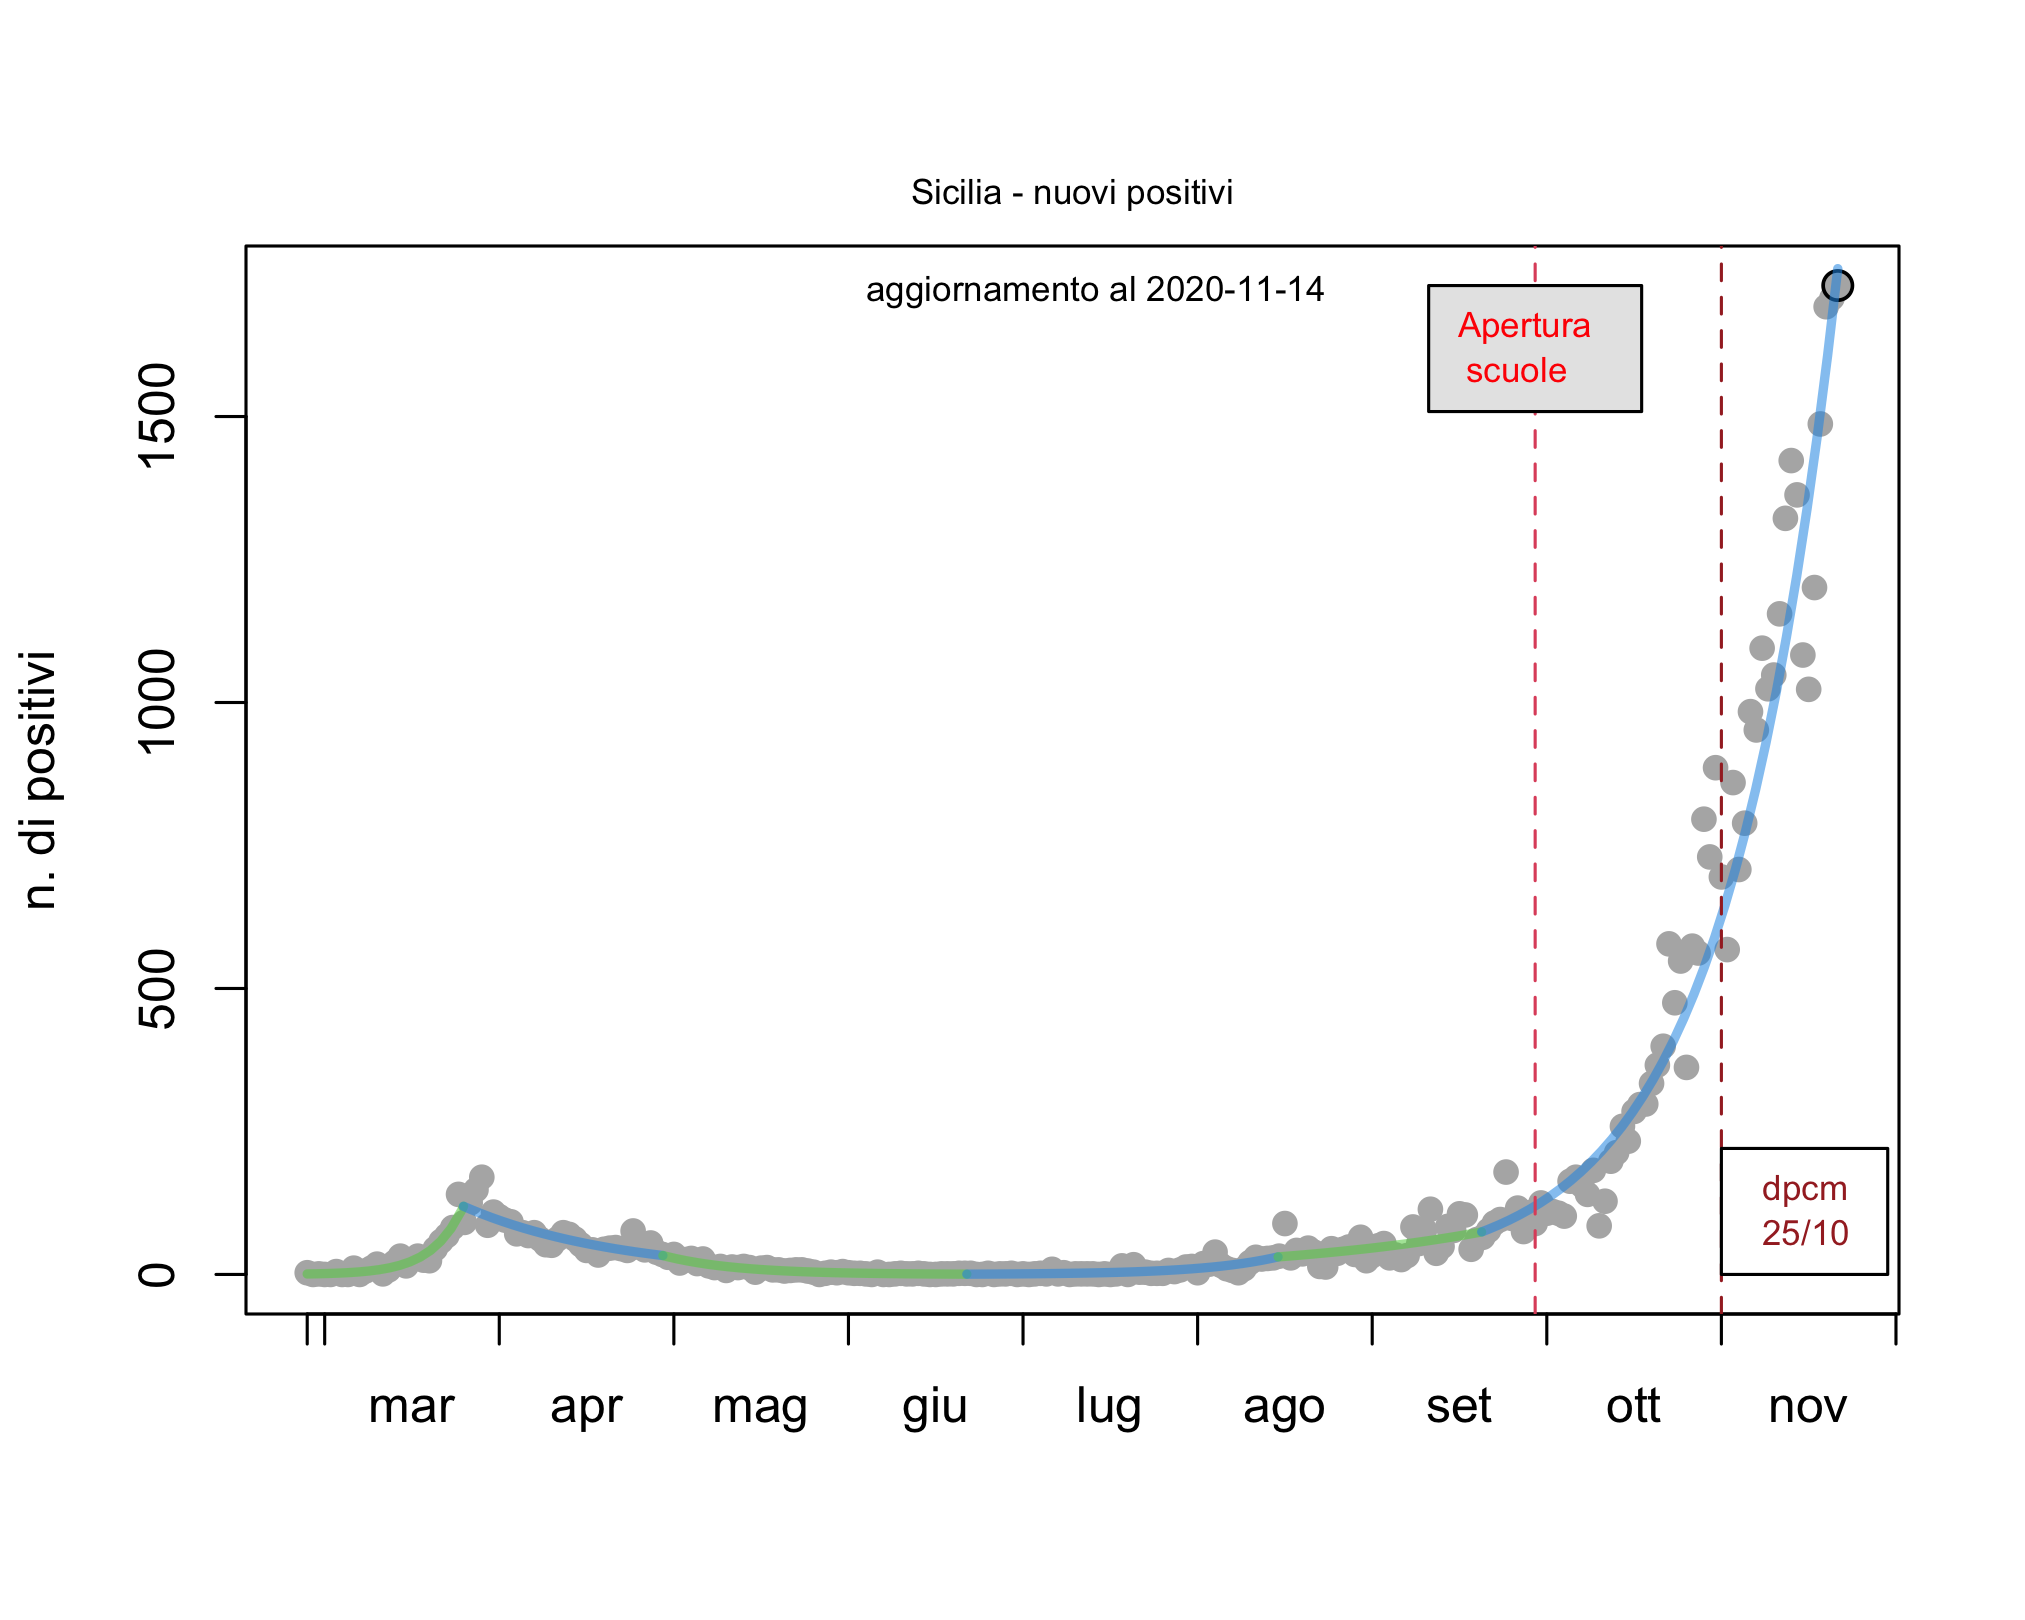 Sicilia - nuovi positivi
aggiornamento al 2020-11-14
Apertura
scuole
n. di positivi
1500
1000
500
0
dpcm
25/10
mar apr mag giu lug ago set ott nov